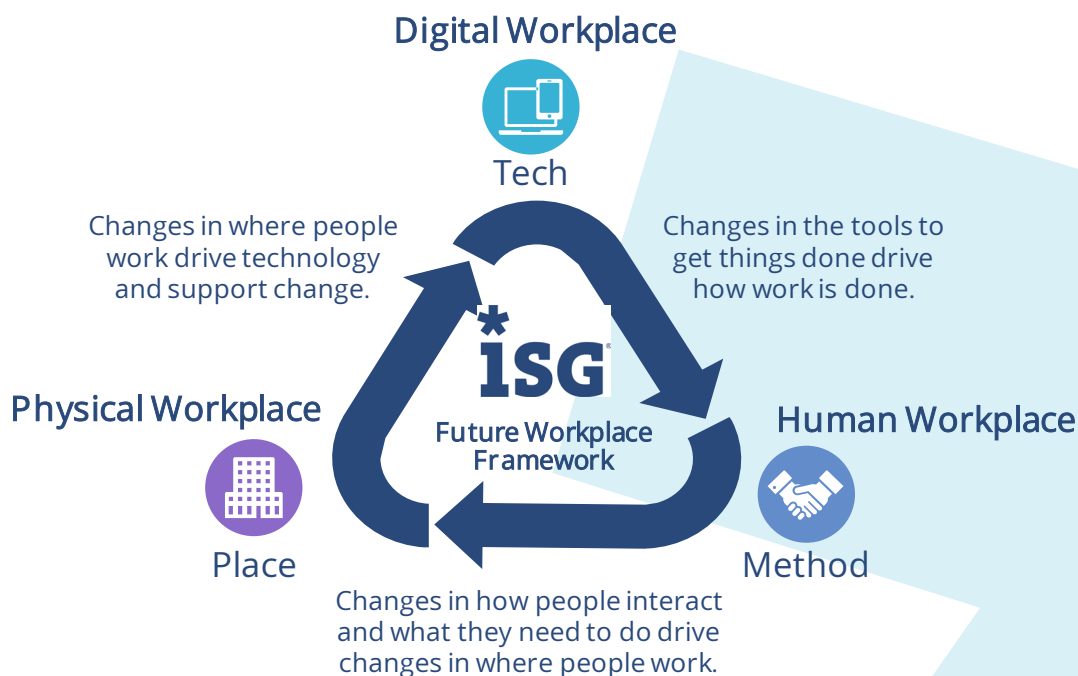 Digital Workplace
Tech
Changes in where people
work drive technology
and support change.
Changes in the tools to
get things done drive
how work is done.
*
iSG®
Future Workplace
Framework
Physical Workplace
Place
Human Workplace
Method
Changes in how people interact
and what they need to do drive
changes in where people work.